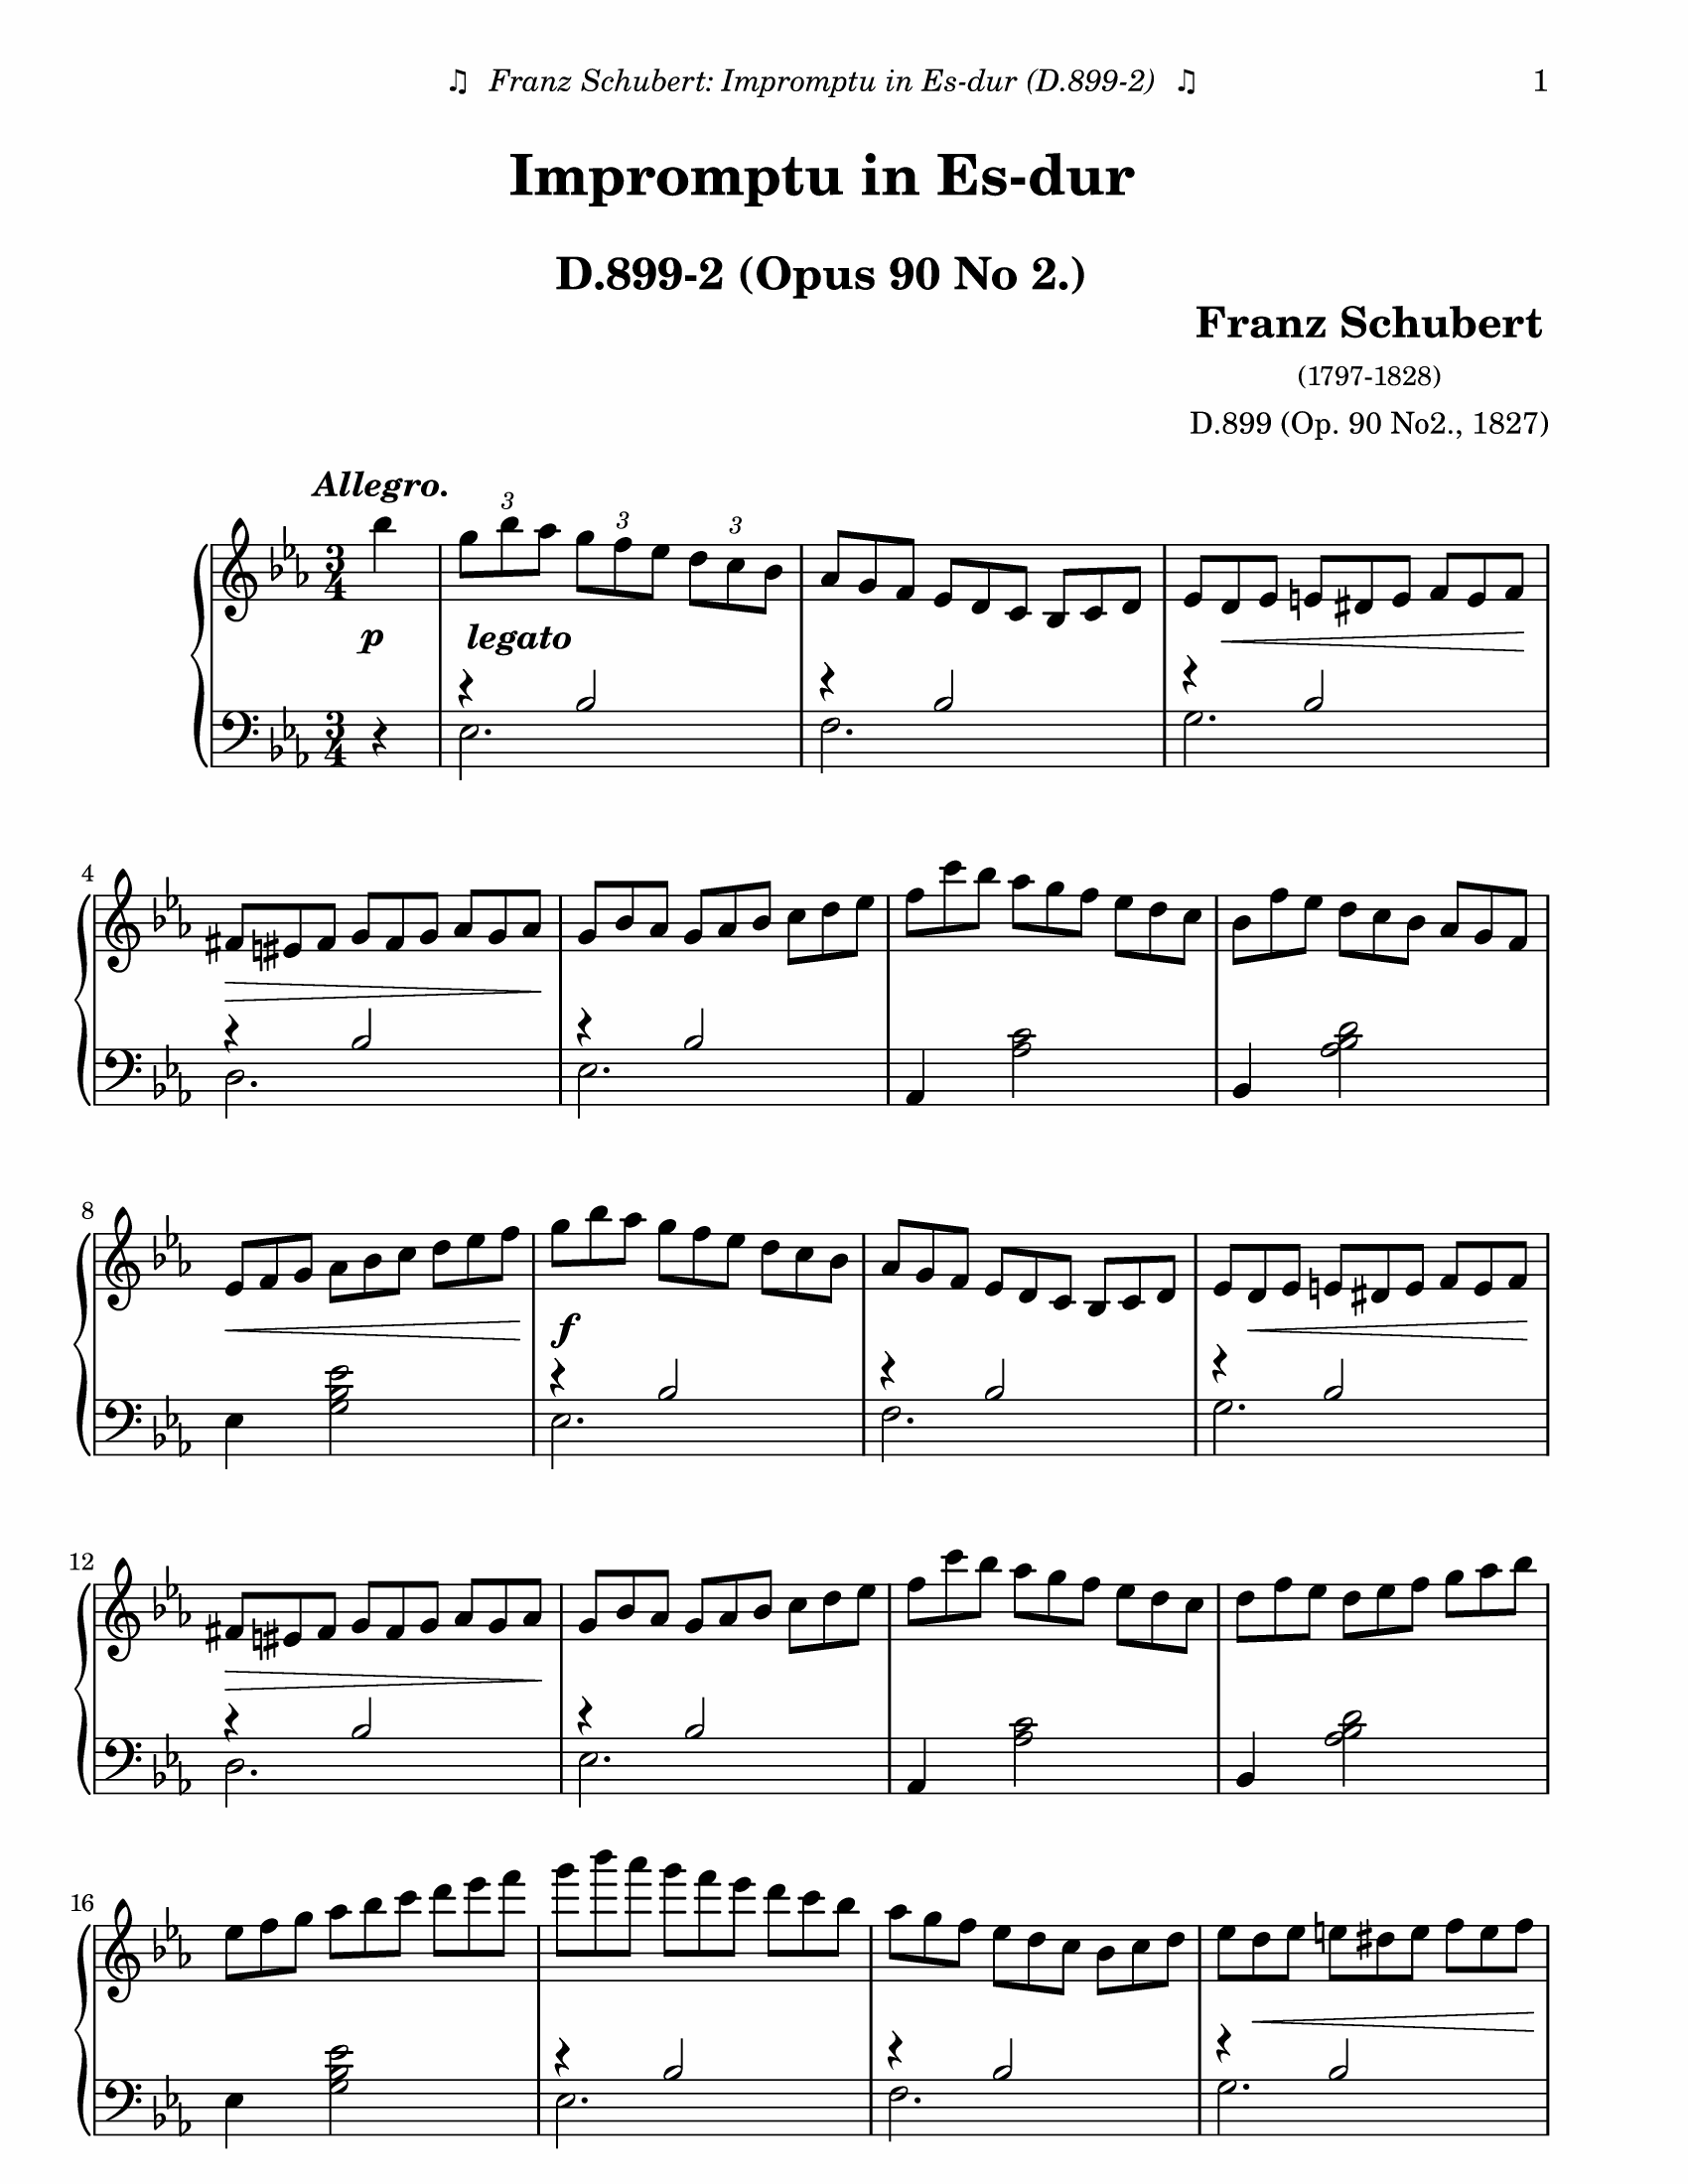 ♫ Franz Schubert: Impromptu in Es-dur (D.899-2) ♫ 1
Impromptu in Es-dur
D.899-2 (Opus 90 No 2.)
Franz Schubert
(1797-1828)
D.899 (Op. 90 No2., 1827)
Allegro.
3 3 3
3 4
p legato
3 4
4
8
f
12
16